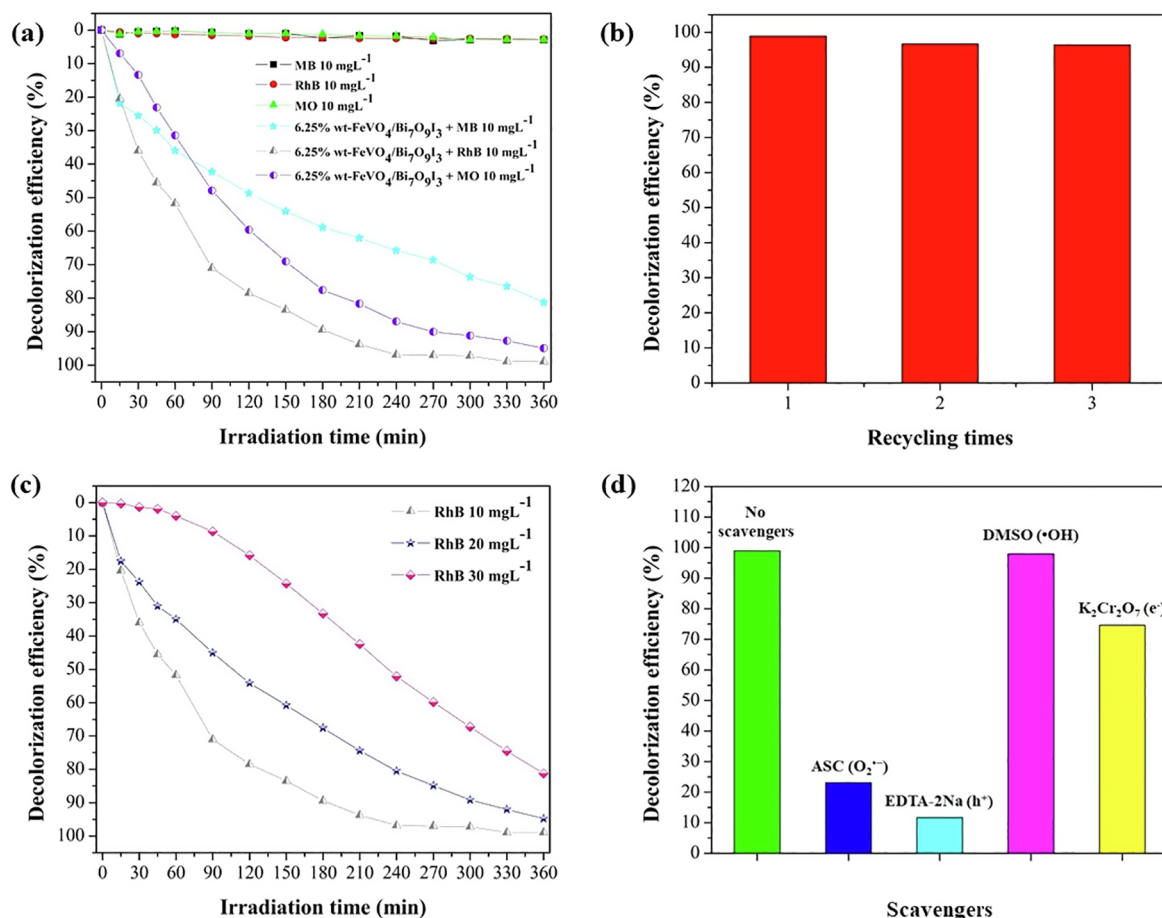 (a)
Decolorization efficiency (%)
0
10
20
30
40
50
60
70
80
90
100
MB 10 mgL⁻¹
RhB 10 mgL⁻¹
MO 10 mgL⁻¹
6.25% wt-FeVO₄/Bi₇O₉I₃ + MB 10 mgL⁻¹
6.25% wt-FeVO₄/Bi₇O₉I₃ + RhB 10 mgL⁻¹
6.25% wt-FeVO₄/Bi₇O₉I₃ + MO 10 mgL⁻¹
0 30 60 90 120 150 180 210 240 270 300 330 360
Irradiation time (min)
(b)
Decolorization efficiency (%)
100
90
80
70
60
50
40
30
20
10
0
1 2 3
Recycling times
(c)
Decolorization efficiency (%)
0
10
20
30
40
50
60
70
80
90
100
RhB 10 mgL⁻¹
RhB 20 mgL⁻¹
RhB 30 mgL⁻¹
0 30 60 90 120 150 180 210 240 270 300 330 360
Irradiation time (min)
(d)
Decolorization efficiency (%)
120
110
100
90
80
70
60
50
40
30
20
10
0
No
scavengers
ASC (O₂•⁻)
EDTA-2Na (h⁺)
DMSO (•OH)
K₂Cr₂O₇ (e⁻)
Scavengers